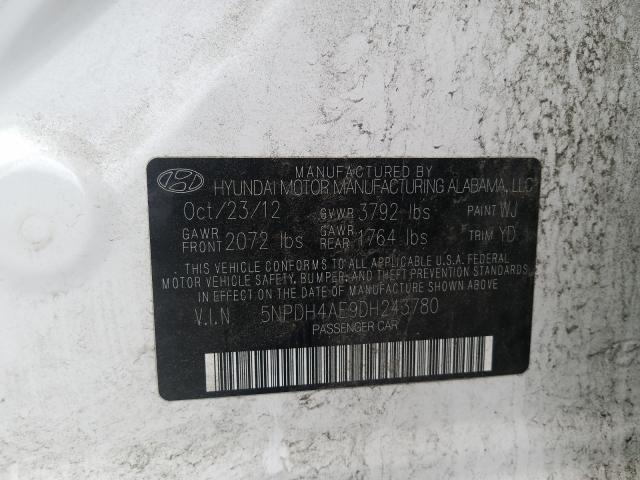 MANUFACTURED BY
HYUNDAI MOTOR MANUFACTURING ALABAMA, LLC
Oct/23/12 GVWR 3792 lbs PAINT WJ
GAWR FRONT 2072 lbs GAWR REAR 1764 lbs TRIM YD
THIS VEHICLE CONFORMS TO ALL APPLICABLE U.S.A. FEDERAL
MOTOR VEHICLE SAFETY, BUMPER, AND THEFT PREVENTION
STANDARDS IN EFFECT ON THE DATE OF MANUFACTURE SHOWN ABOVE
V.I.N 5NPDH4AE9DH243780
PASSENGER CAR